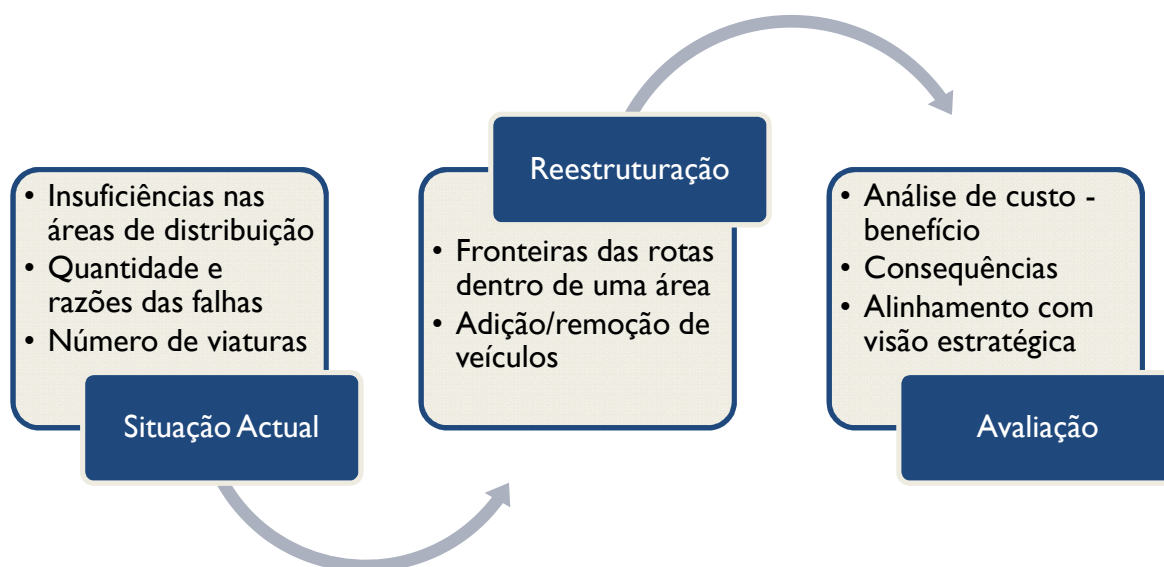 • Insuficiências nas
áreas de distribuição
• Quantidade e
razões das falhas
• Número de viaturas
Situação Actual
Reestruturação
• Fronteiras das rotas
dentro de uma área
• Adição/remoção de
veículos
• Análise de custo -
benefício
• Consequências
• Alinhamento com
visão estratégica
Avaliação